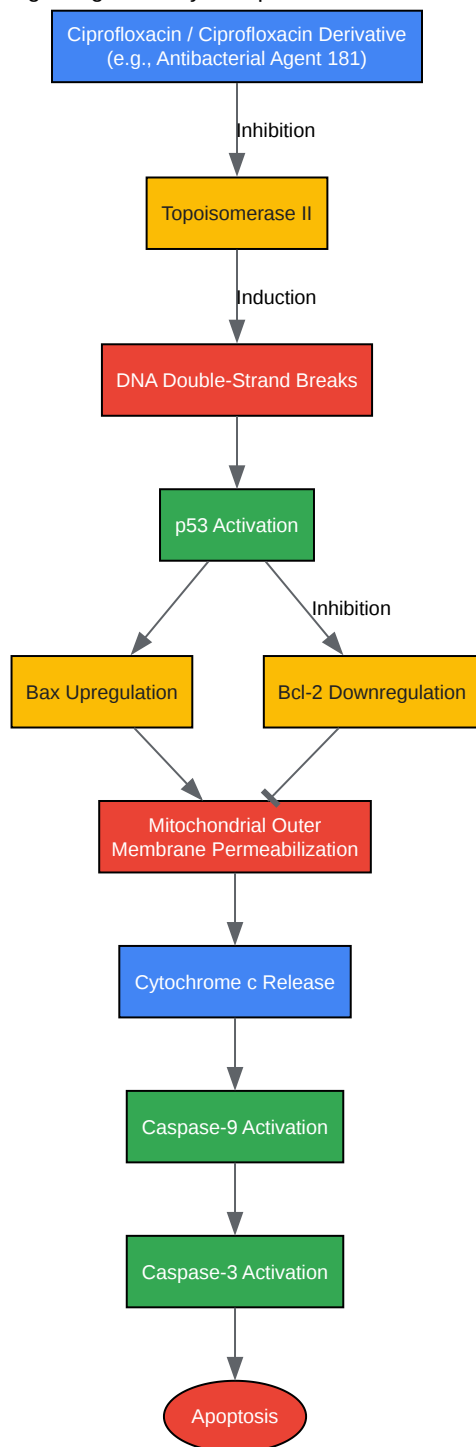 Ciprofloxacin / Ciprofloxacin Derivative
(e.g., Antibacterial Agent 181)
Inhibition
Topoisomerase II
Induction
DNA Double-Strand Breaks
p53 Activation
Inhibition
Bax Upregulation
Bcl-2 Downregulation
Mitochondrial Outer
Membrane Permeabilization
Cytochrome c Release
Caspase-9 Activation
Caspase-3 Activation
Apoptosis